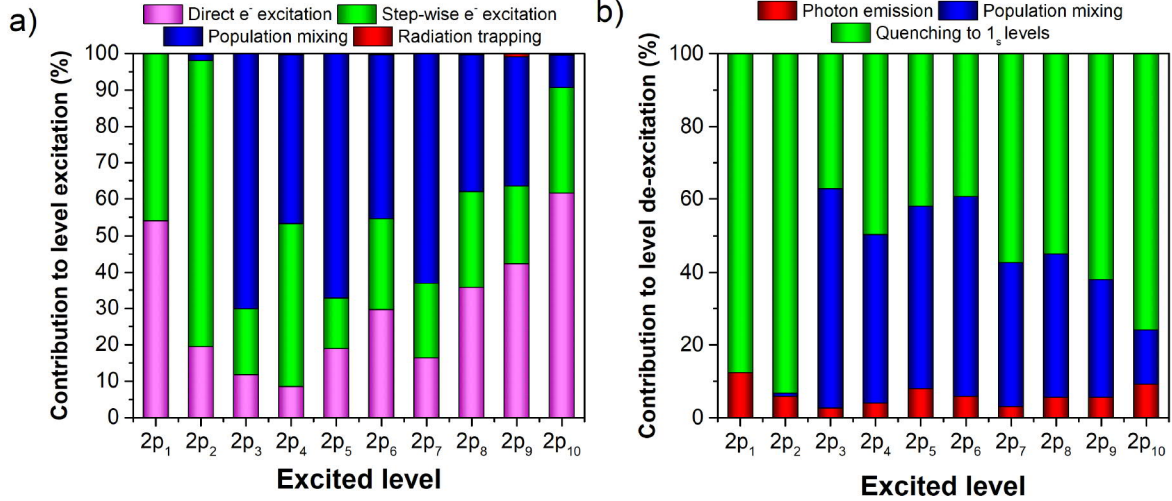 a)
Direct e⁻ excitation Step-wise e⁻ excitation
Population mixing Radiation trapping
Contribution to level excitation (%)
100
90
80
70
60
50
40
30
20
10
0
2p₁ 2p₂ 2p₃ 2p₄ 2p₅ 2p₆ 2p₇ 2p₈ 2p₉ 2p₁₀
Excited level
b)
Photon emission Population mixing
Quenching to 1ₛ levels
Contribution to level de-excitation (%)
100
80
60
40
20
0
2p₁ 2p₂ 2p₃ 2p₄ 2p₅ 2p₆ 2p₇ 2p₈ 2p₉ 2p₁₀
Excited level